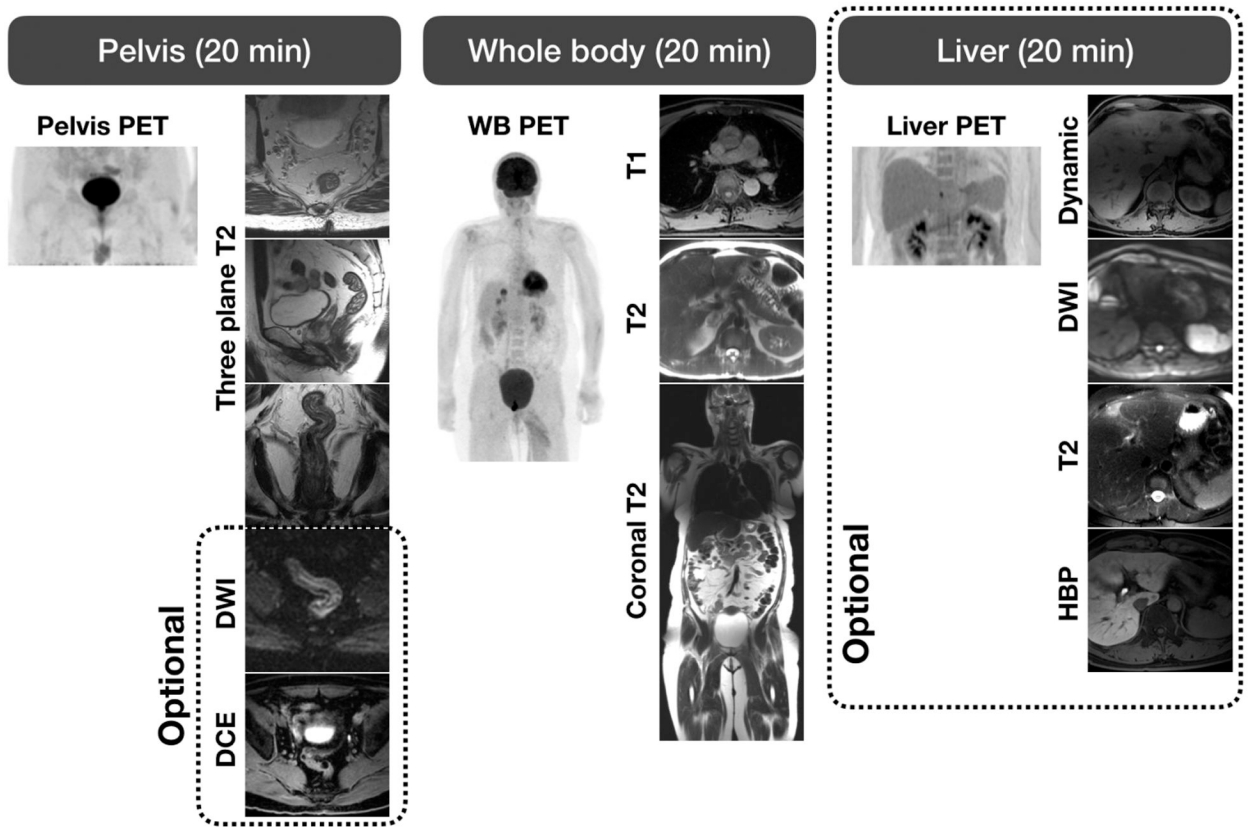 Pelvis (20 min)
Pelvis PET
Three plane T2
Optional
DWI
DCE
Whole body (20 min)
WB PET
T1
T2
Coronal T2
Liver (20 min)
Liver PET
Optional
Dynamic
DWI
T2
HBP